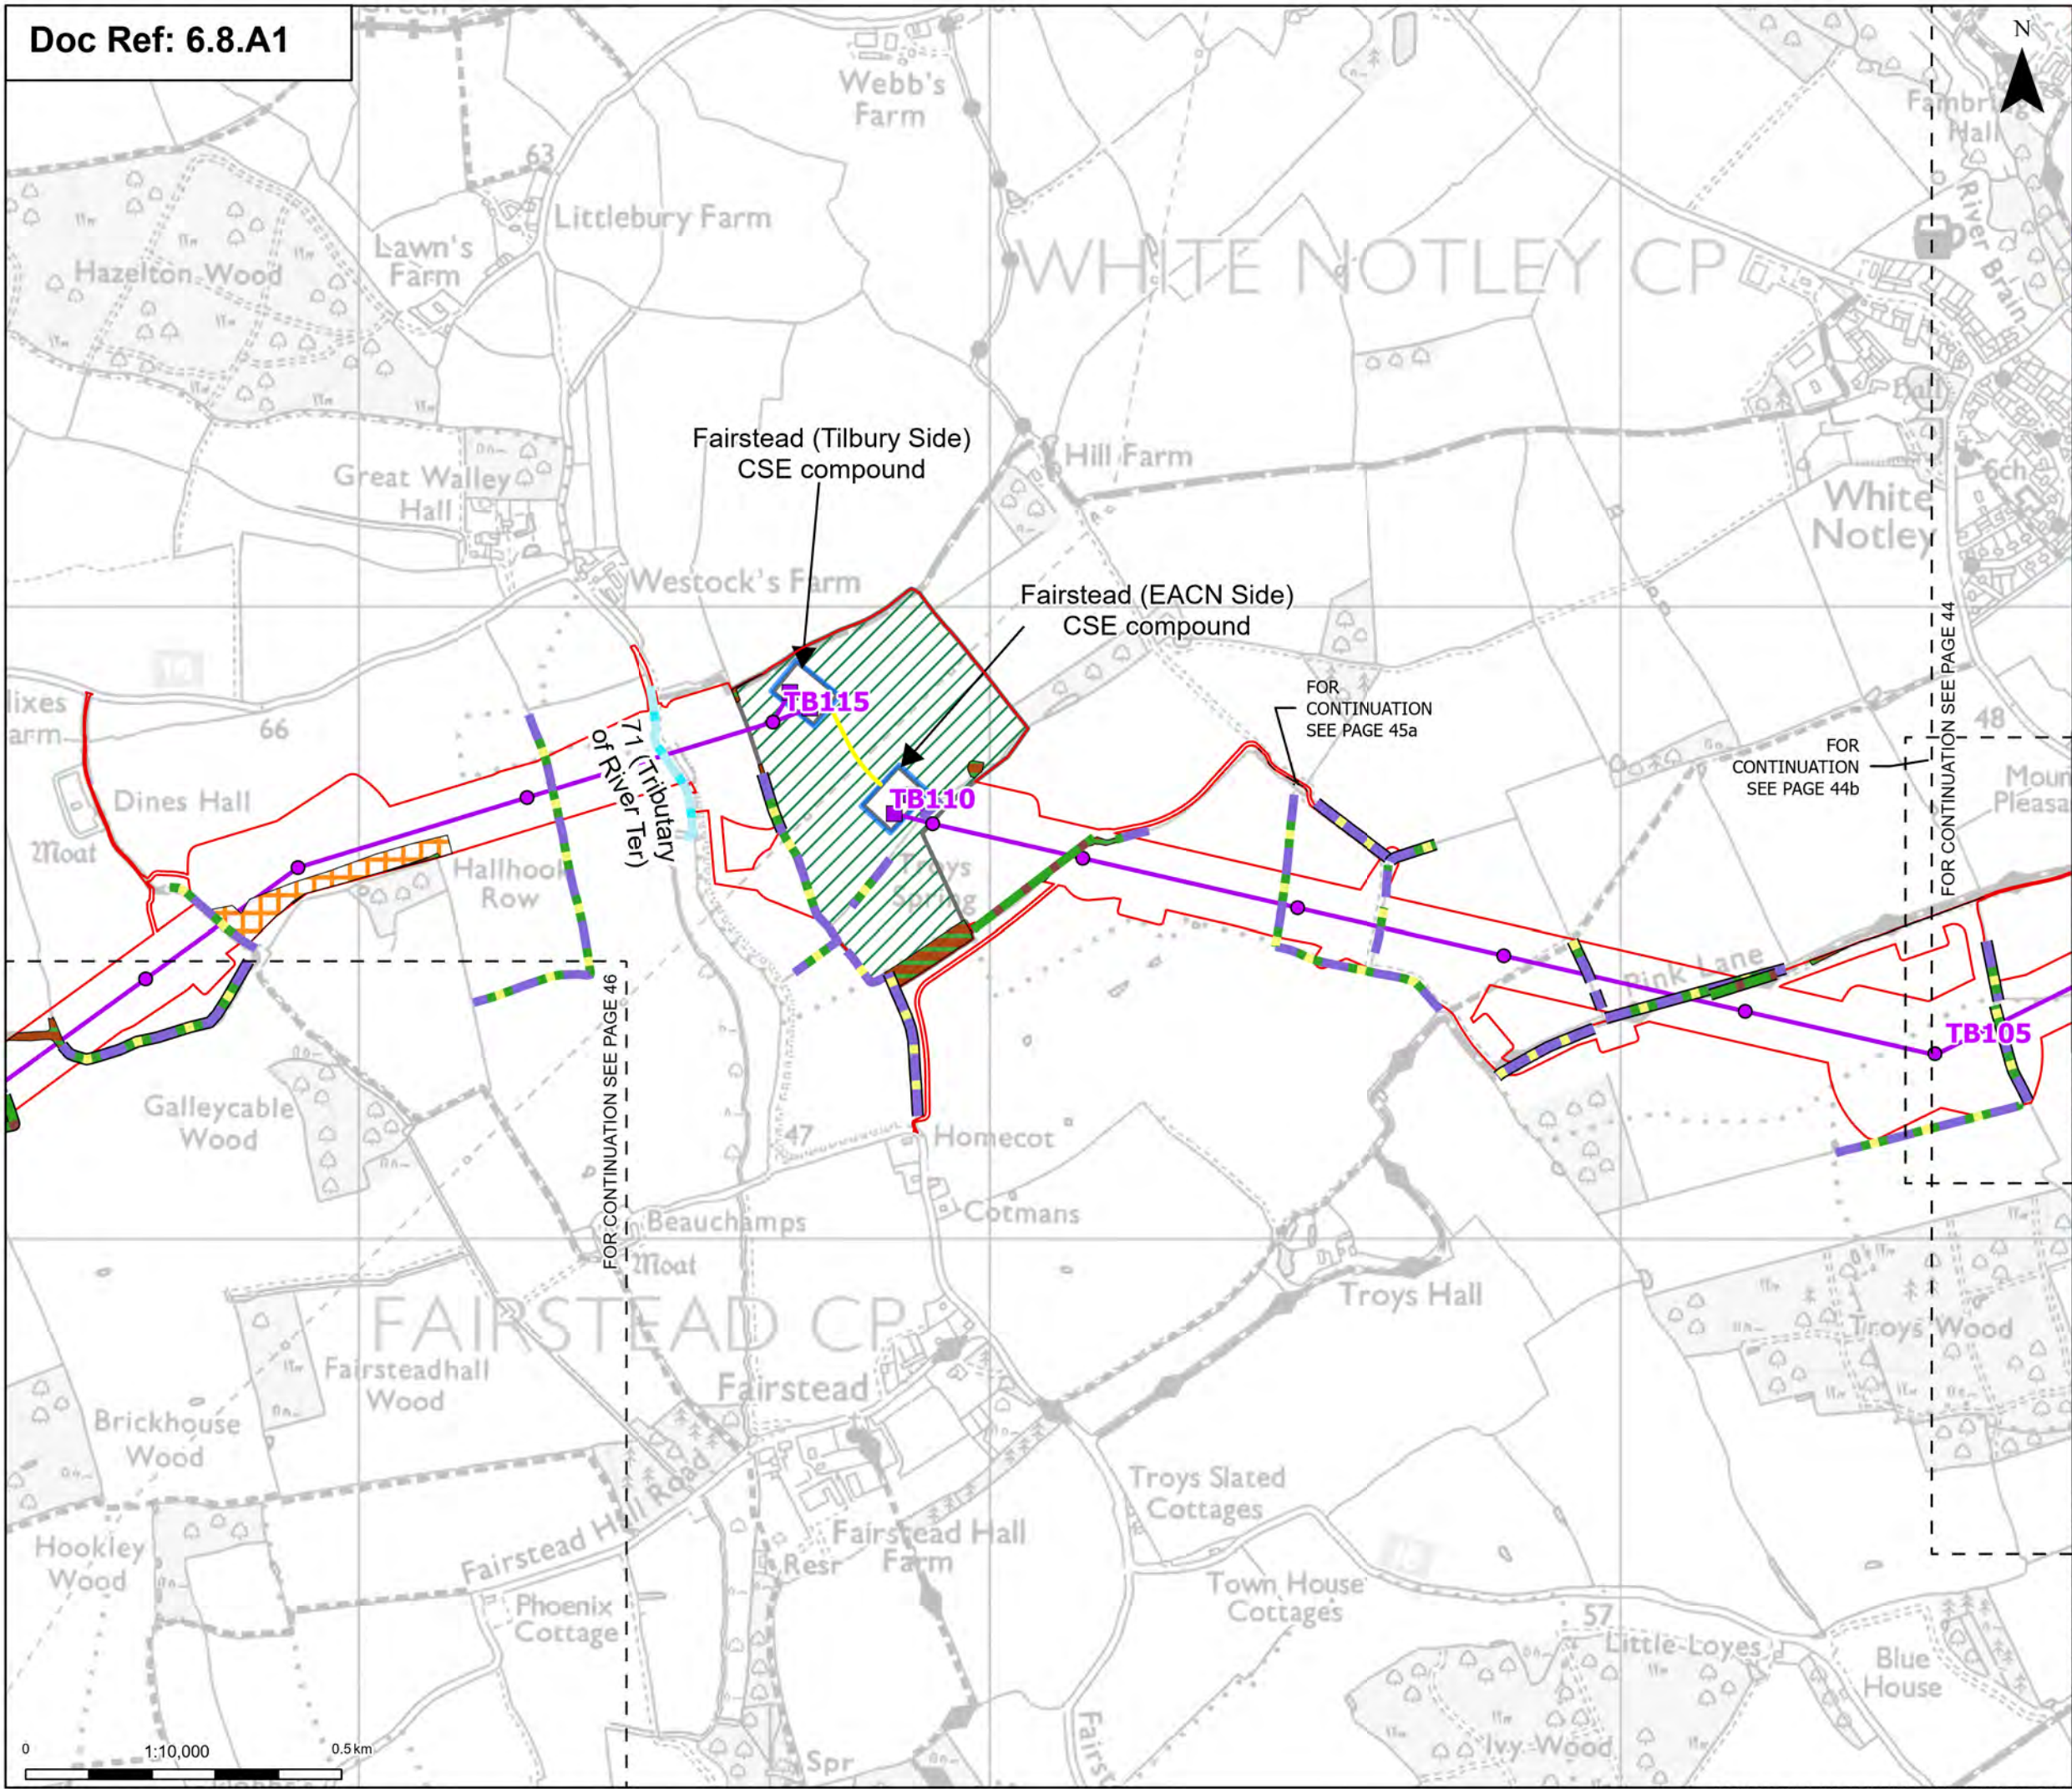 Doc Ref: 6.8.A1
N
Webb's
Farm
Hall
63
Littlebury Farm
Lawn's
Farm
Hazelton Wood
WHITE NOTLEY CP
River Brain
Fairstead (Tilbury Side)
CSE compound
Hill Farm
Great Walley
Hall
Sch
White
Notley
Westock's Farm
Fairstead (EACN Side)
CSE compound
FOR CONTINUATION SEE PAGE 44
TB115
FOR
CONTINUATION
SEE PAGE 45a
66
48
71 (Tributary
of River Ter)
FOR
CONTINUATION
SEE PAGE 44b
Dines Hall
TB110
Moat
Hallhook
Row
Troys
Spring
Pink Lane
TB105
FOR CONTINUATION SEE PAGE 46
Galleycable
Wood
47
Homecot
Cotmans
Beauchamps
Moat
Troys Hall
FAIRSTEAD CP
Troys Wood
Fairsteadhall
Wood
Fairstead
Brickhouse
Wood
Troys Slated
Cottages
Fairstead Hall Road
Fairstead Hall
Farm
Hookley
Wood
Resr
Town House
Cottages
Phoenix
Cottage
57
Little Loyes
Blue
House
Ivy Wood
Spr
0
1:10,000
0.5km